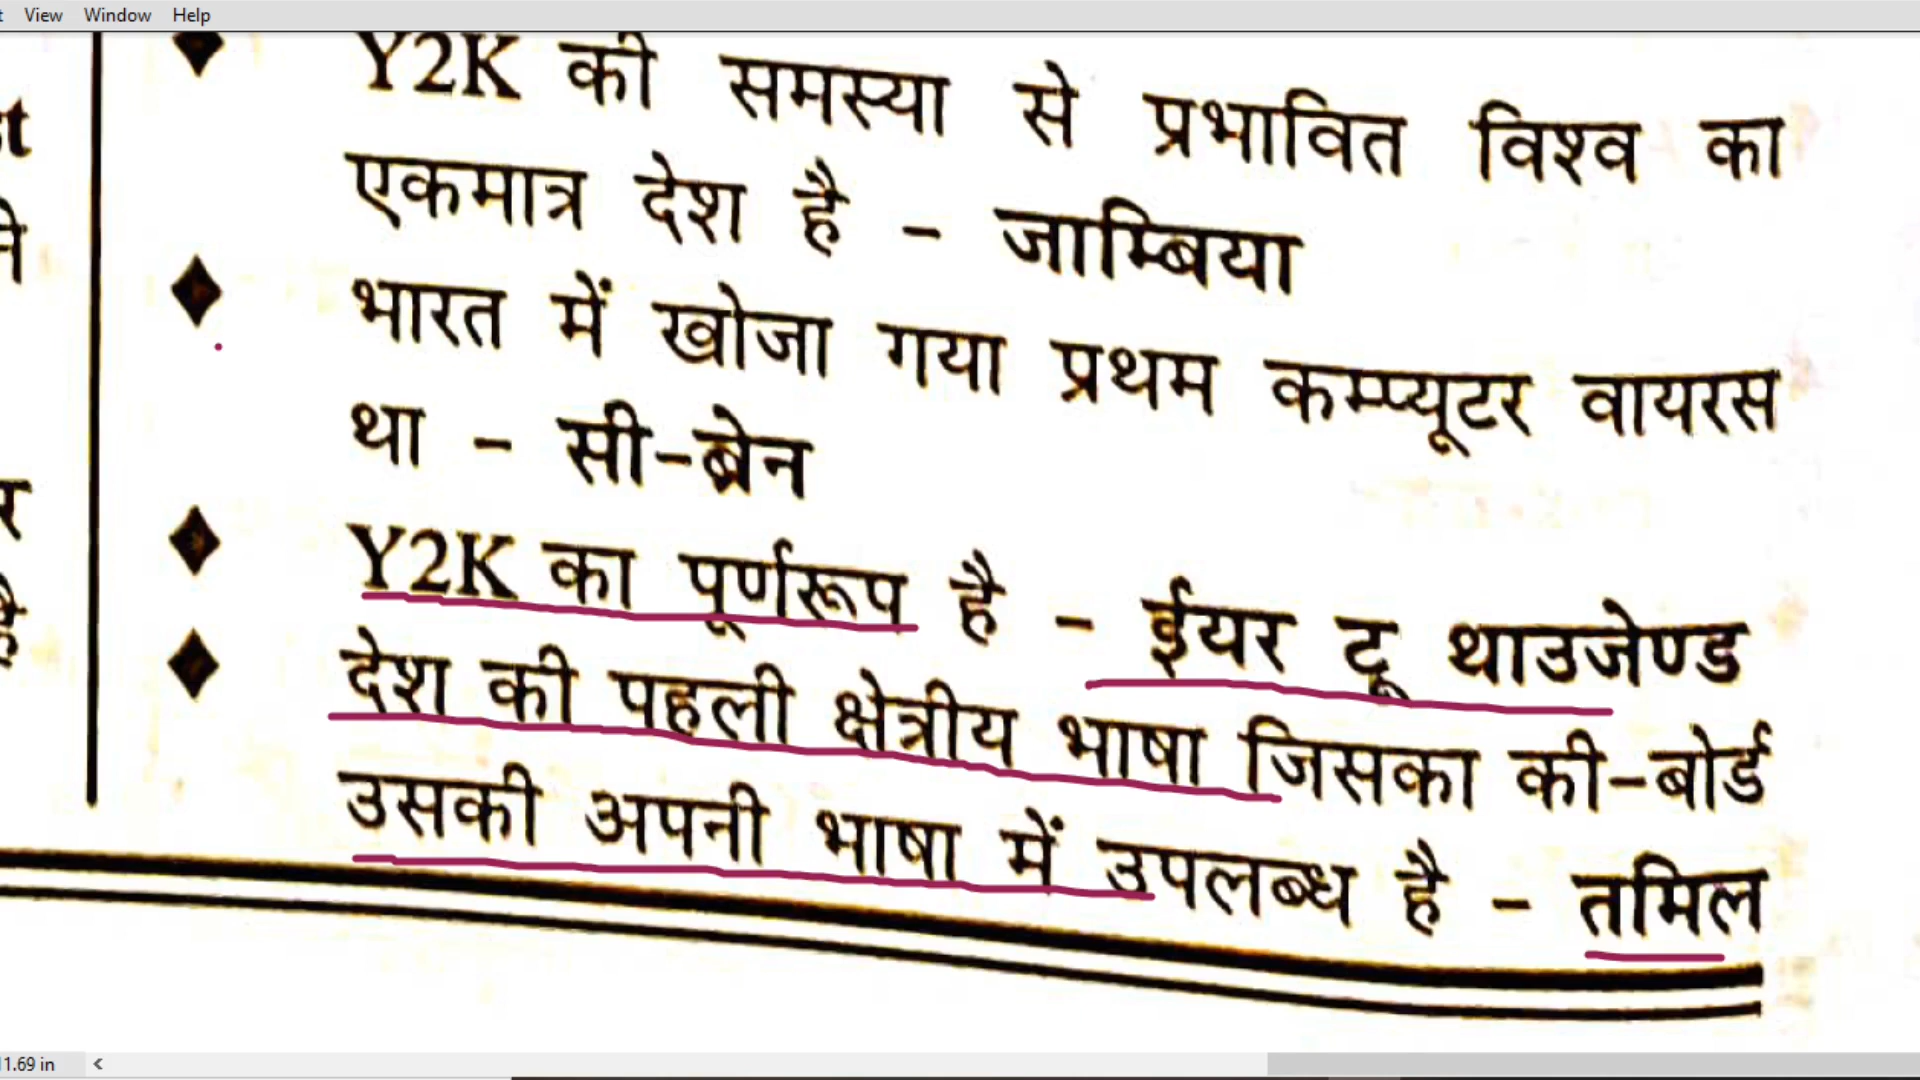 View Window Help
Y2K की समस्या से प्रभावित विश्व का
एकमात्र देश है - जाम्बिया
भारत में खोजा गया प्रथम कम्प्यूटर वायरस
था - सी-ब्रेन
Y2K का पूर्णरूप है - ईयर टू थाउजेण्ड
देश की पहली क्षेत्रीय भाषा जिसका की-बोर्ड
उसकी अपनी भाषा में उपलब्ध है - तमिल
11.69 in